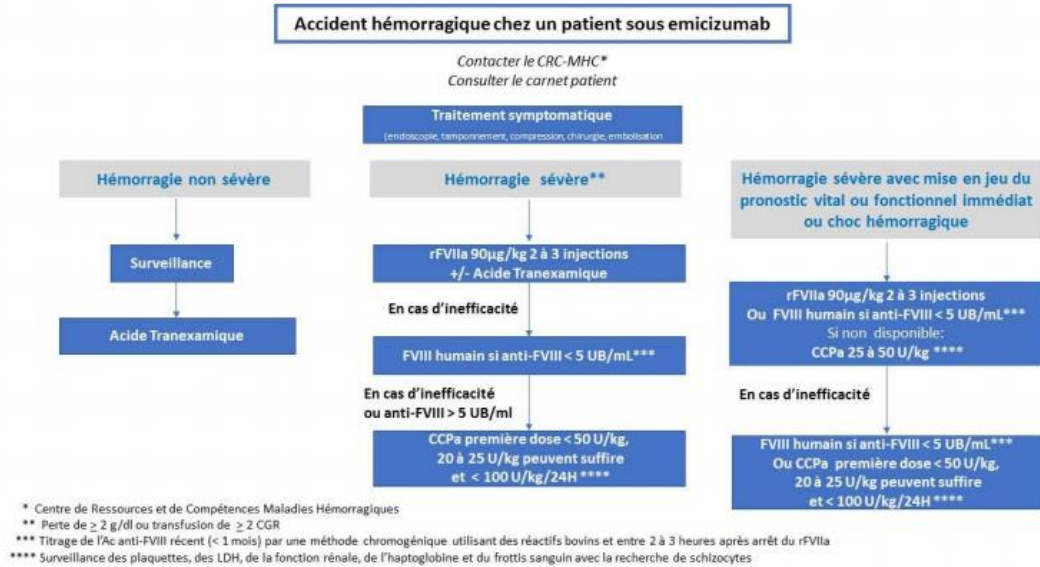 Accident hémorragique chez un patient sous emicizumab
Contacter le CRC-MHC*
Consulter le carnet patient
Traitement symptomatique
(endoscopie, tamponnement, compression, chirurgie, embolisation
Hémorragie non sévère
Surveillance
Acide Tranexamique
Hémorragie sévère**
rFVIIa 90µg/kg 2 à 3 injections
+/- Acide Tranexamique
En cas d'inefficacité
FVIII humain si anti-FVIII < 5 UB/mL***
En cas d'inefficacité
ou anti-FVIII > 5 UB/ml
CCPa première dose < 50 U/kg,
20 à 25 U/kg peuvent suffire
et < 100 U/kg/24H ****
Hémorragie sévère avec mise en jeu du
pronostic vital ou fonctionnel immédiat
ou choc hémorragique
rFVIIa 90µg/kg 2 à 3 injections
Ou FVIII humain si anti-FVIII < 5 UB/mL***
Si non disponible:
CCPa 25 à 50 U/kg ****
En cas d'inefficacité
FVIII humain si anti-FVIII < 5 UB/mL***
Ou CCPa première dose < 50 U/kg,
20 à 25 U/kg peuvent suffire
et < 100 U/kg/24H ****
* Centre de Ressources et de Compétences Maladies Hémorragiques
** Perte de ≥ 2 g/dl ou transfusion de ≥ 2 CGR
*** Titrage de l'Ac anti-FVIII récent (< 1 mois) par une méthode chromogénique utilisant des réactifs bovins et entre 2 à 3 heures après arrêt du rFVIIa
**** Surveillance des plaquettes, des LDH, de la fonction rénale, de l'haptoglobine et du frottis sanguin avec la recherche de schizocytes